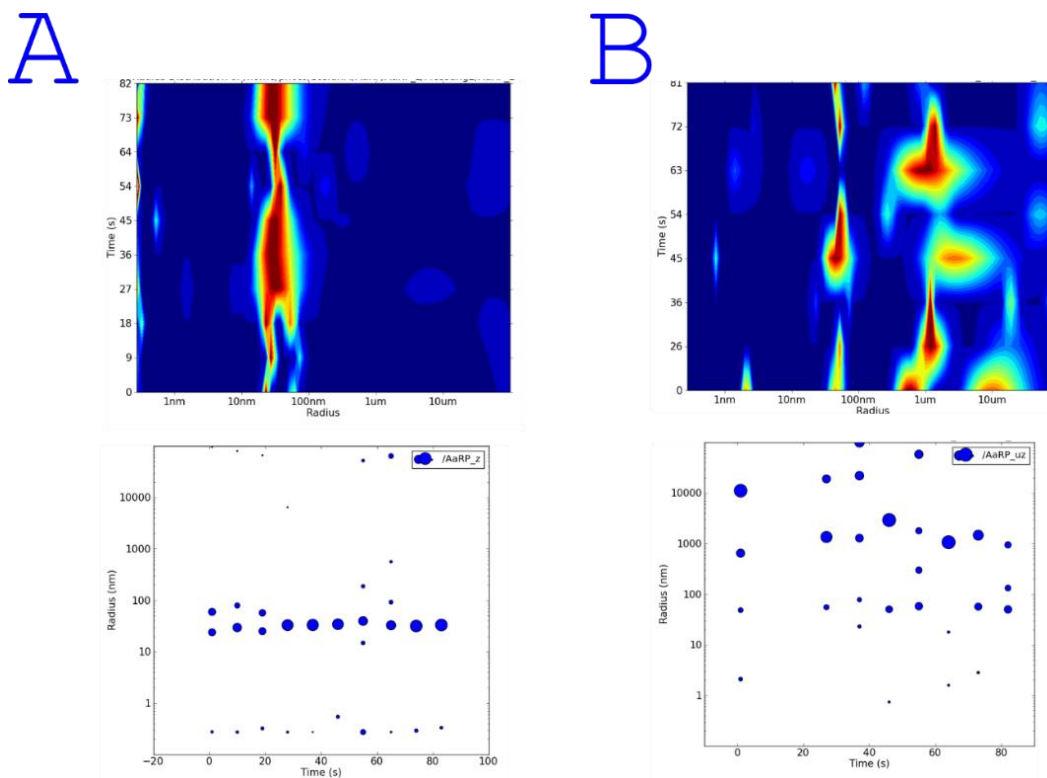 A
B
82
73
64
54
45
36
27
18
9
0
Time (s)
1nm
10nm
100nm
1um
10um
Radius
81
72
63
54
45
36
26
0
Time (s)
1nm
10nm
100nm
1um
10um
Radius
/AaRP_z
10000
1000
100
10
1
Radius (nm)
−20
0
20
40
60
80
100
Time (s)
/AaRP_uz
10000
1000
100
10
1
Radius (nm)
0
20
40
60
80
Time (s)